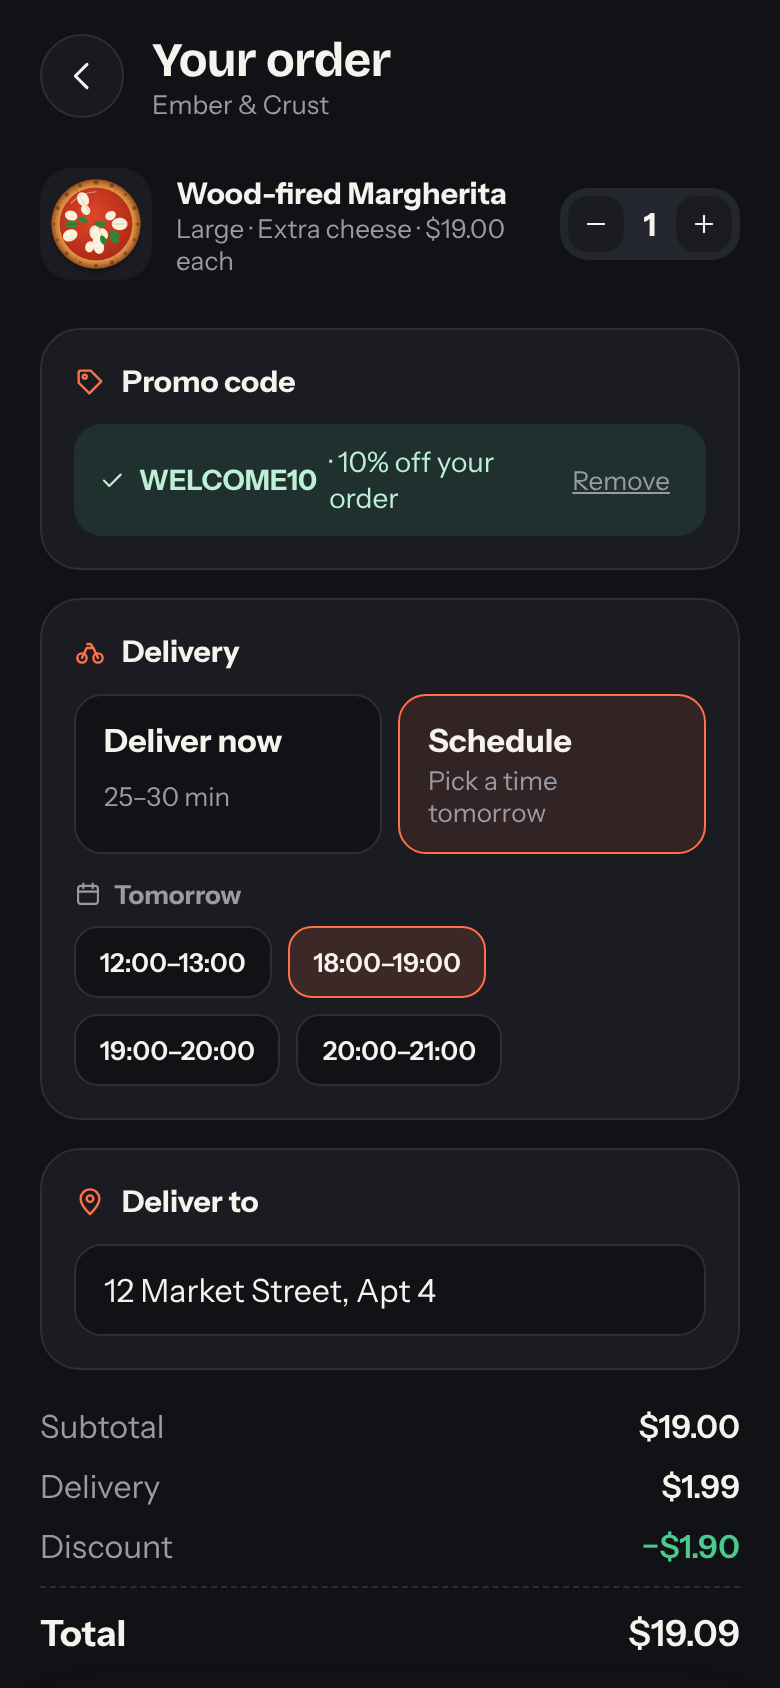 Your order
Ember & Crust
Wood-fired Margherita
Large · Extra cheese · $19.00
each
− 1 +
Promo code
WELCOME10 · 10% off your
order
Remove
Delivery
Deliver now
25–30 min
Schedule
Pick a time
tomorrow
Tomorrow
12:00–13:00
18:00–19:00
19:00–20:00
20:00–21:00
Deliver to
12 Market Street, Apt 4
Subtotal $19.00
Delivery $1.99
Discount −$1.90
Total $19.09